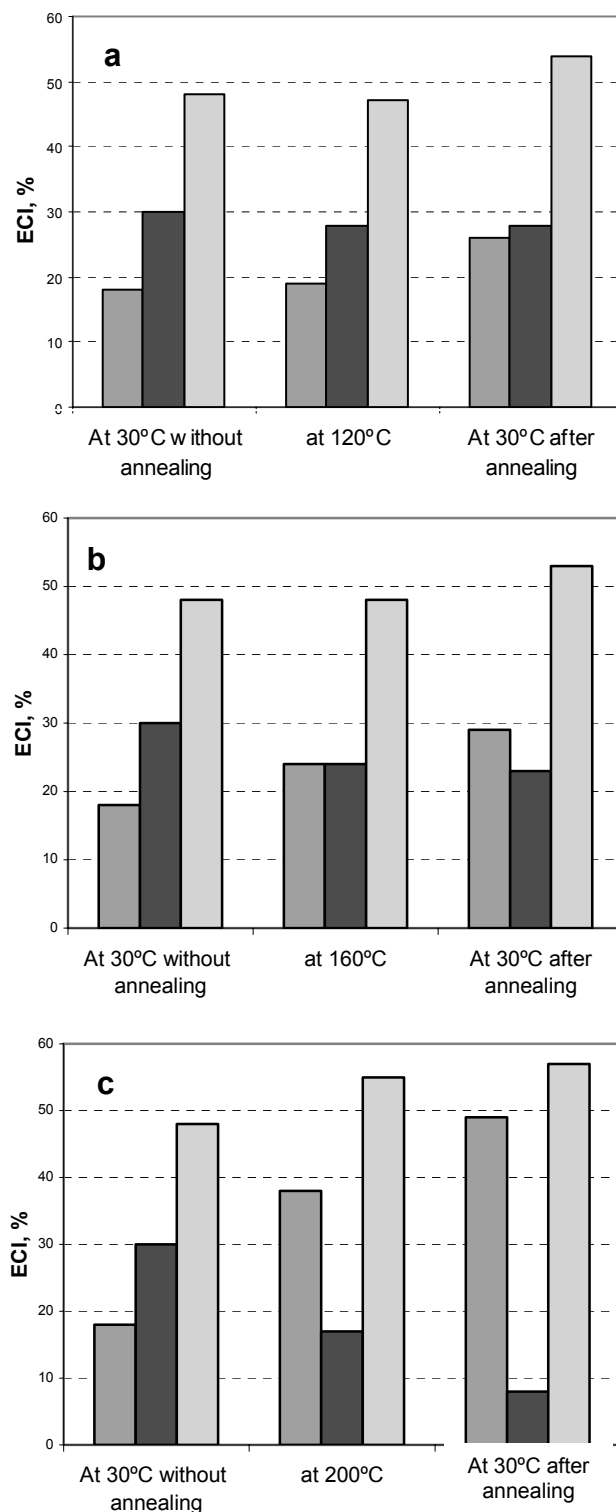 60
a
50
40
ECI, %
30
20
10
0
At 30ºC w ithout
annealing
at 120ºC
At 30ºC after
annealing
60
b
50
40
ECI, %
30
20
10
0
At 30ºC without
annealing
at 160ºC
At 30ºC after
annealing
60
c
50
40
ECI, %
30
20
10
0
At 30ºC without
annealing
at 200ºC
At 30ºC after
annealing